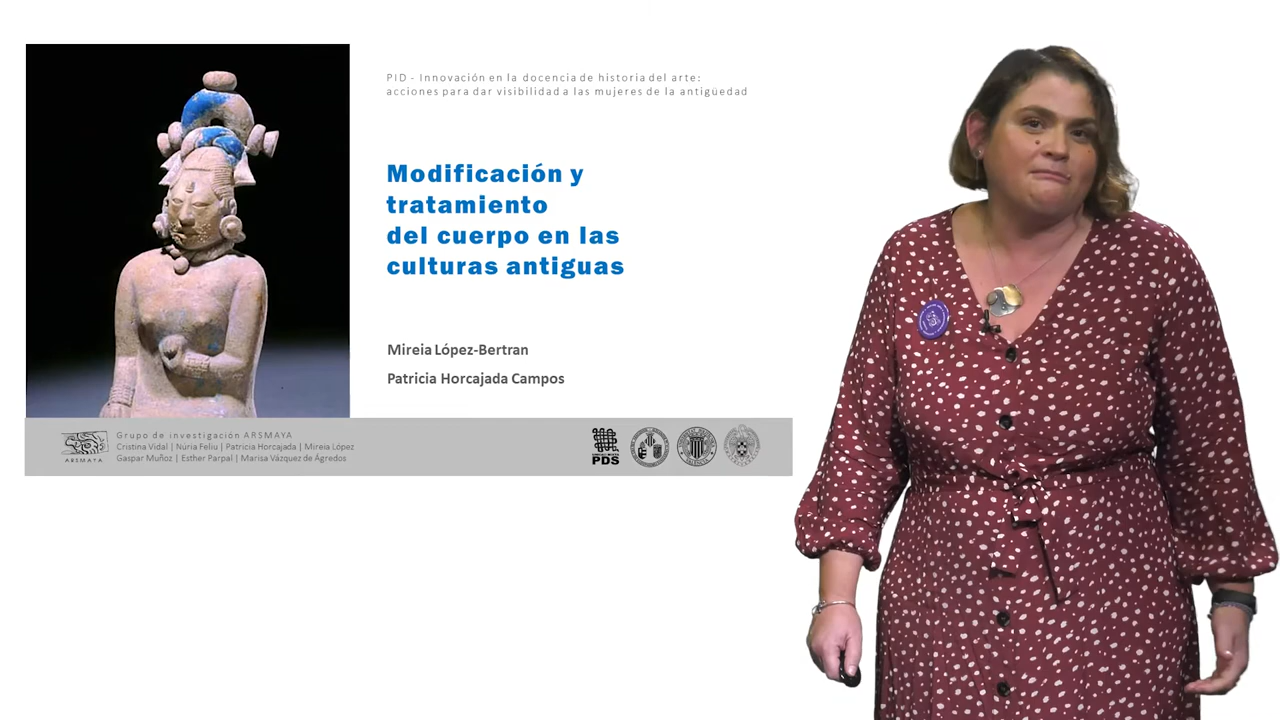 PID - Innovación en la docencia de historia del arte:
acciones para dar visibilidad a las mujeres de la antigüedad
Modificación y
tratamiento
del cuerpo en las
culturas antiguas
Mireia López-Bertran
Patricia Horcajada Campos
Grupo de investigación ARSMAYA
Cristina Vidal | Núria Feliu | Patricia Horcajada | Mireia López
Gaspar Muñoz | Esther Parpal | Marisa Vázquez de Ágredos
ARSMAYA
PDS